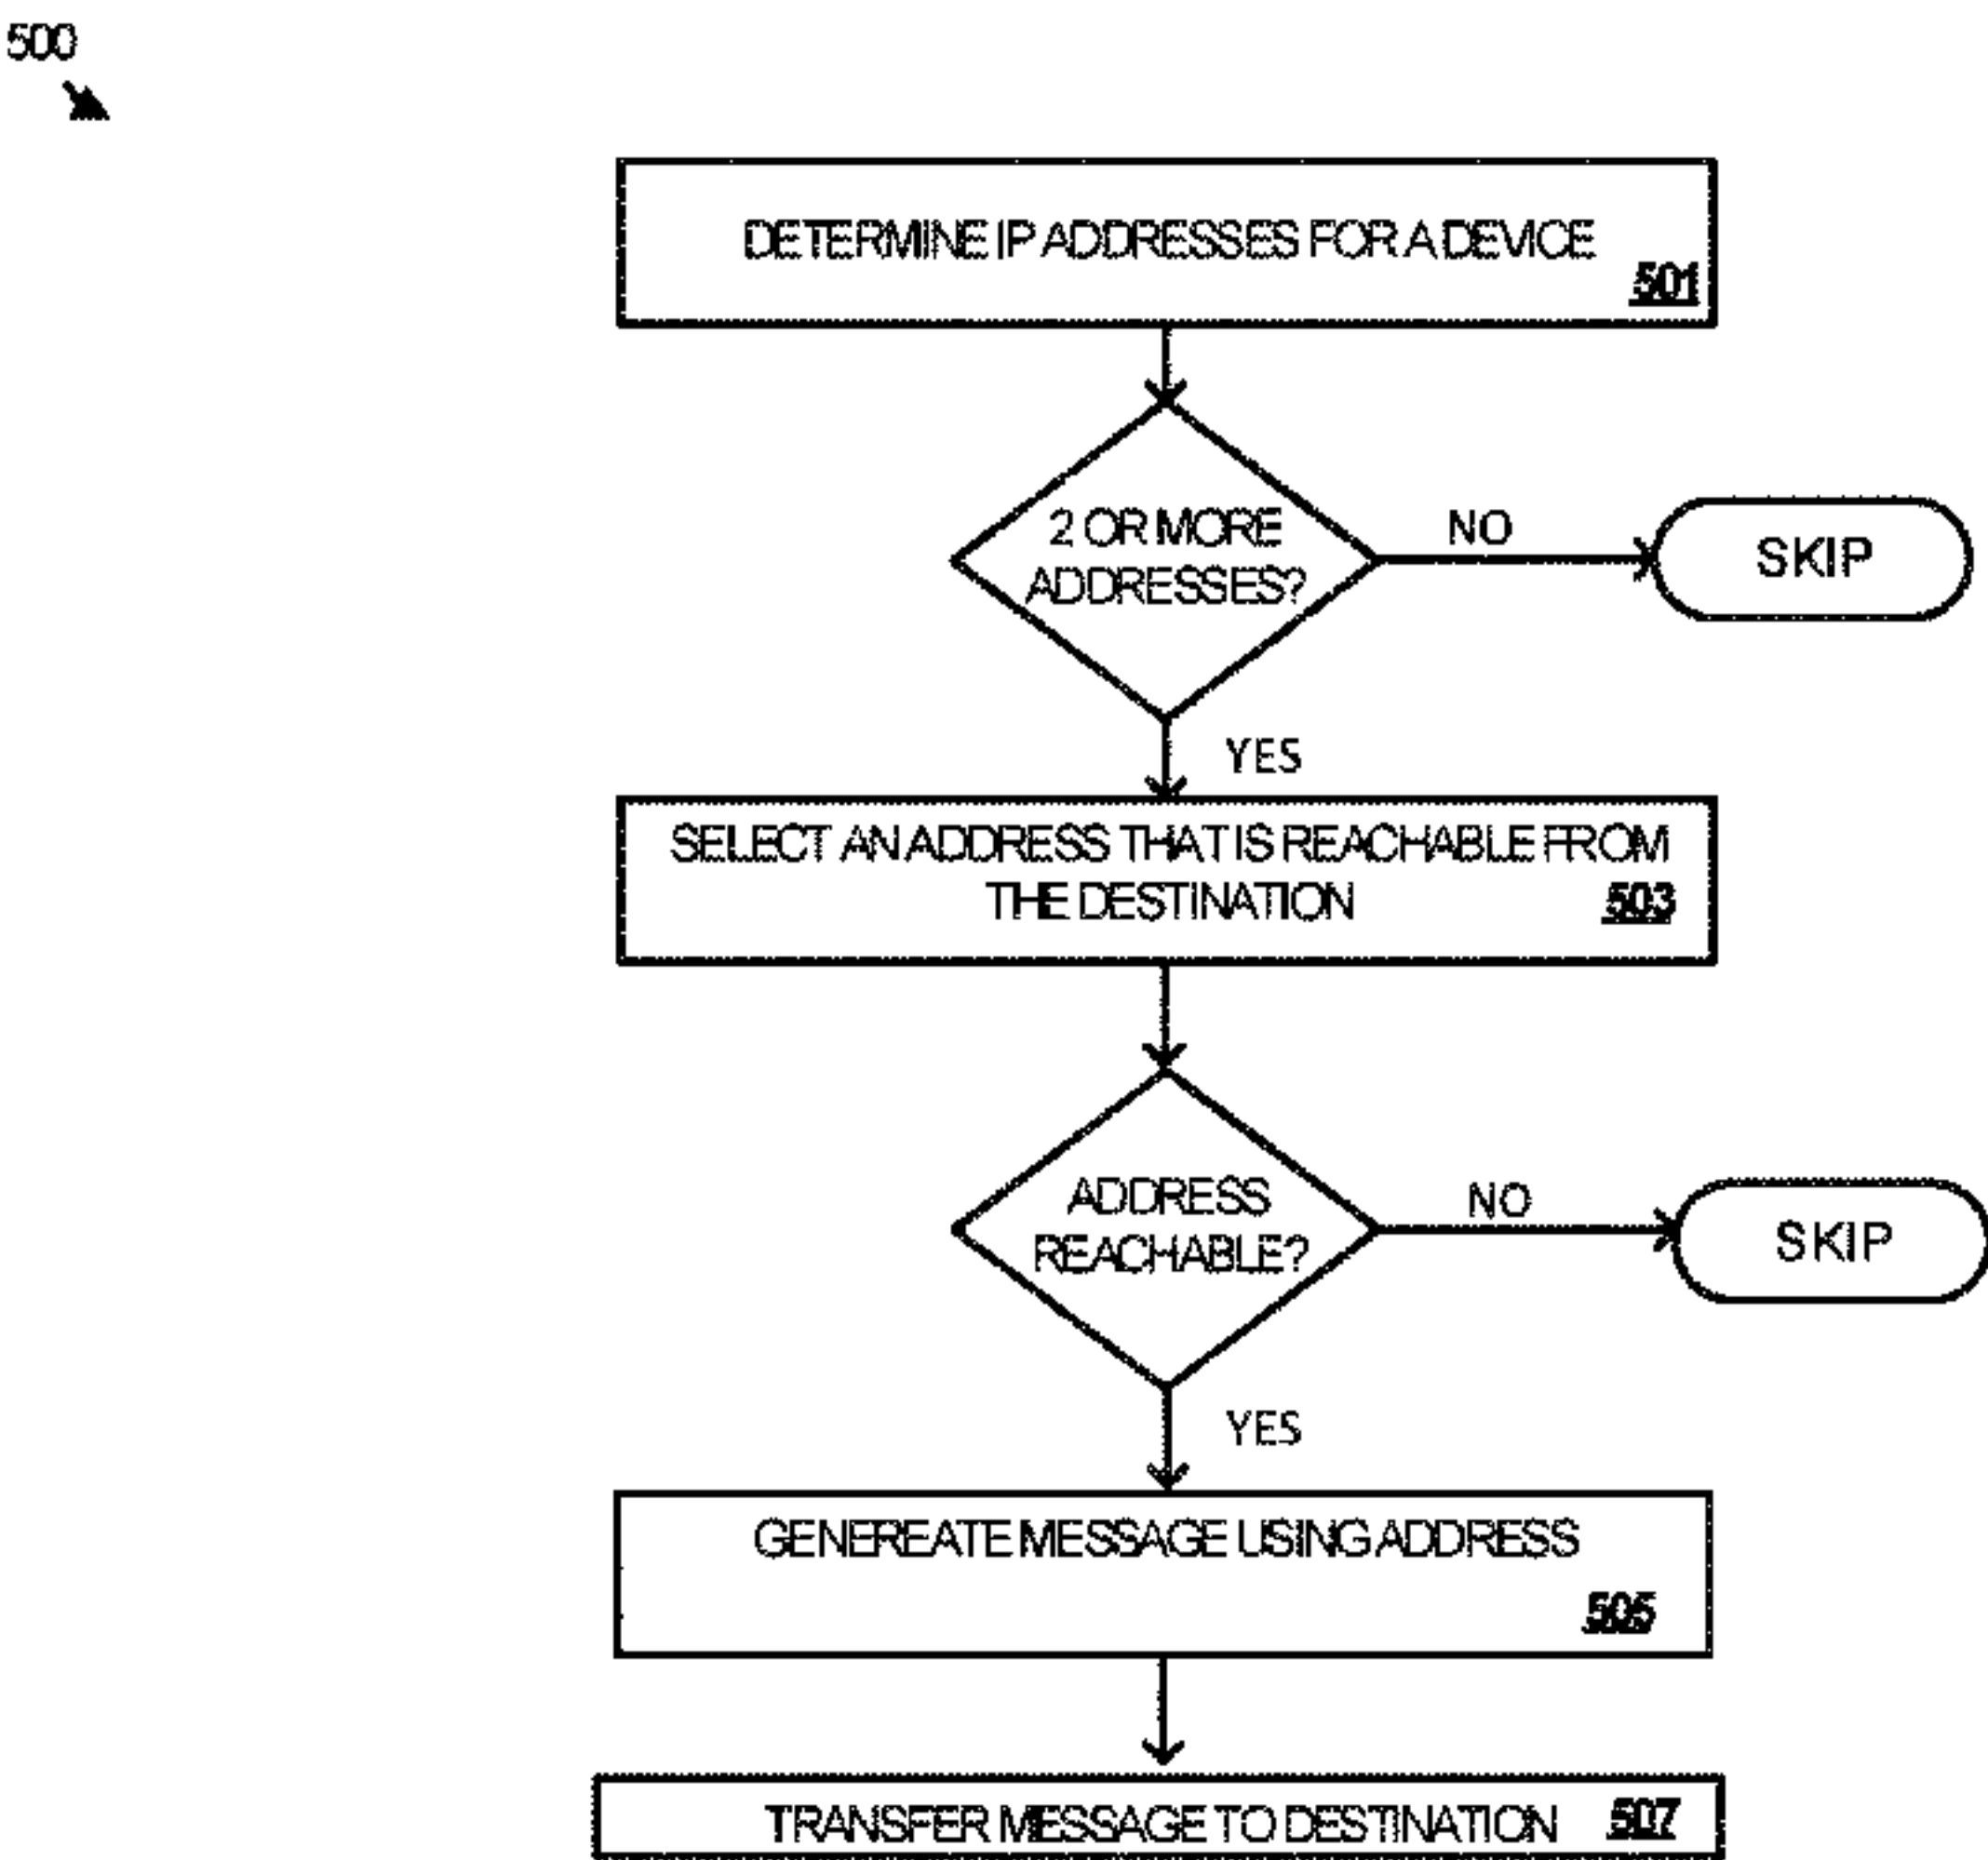 500
DETERMINE IP ADDRESSES FOR A DEVICE
501
2 OR MORE
ADDRESSES?
NO
SKIP
YES
SELECT AN ADDRESS THAT IS REACHABLE FROM
THE DESTINATION 503
ADDRESS
REACHABLE?
NO
SKIP
YES
GENEREATE MESSAGE USING ADDRESS
505
TRANSFER MESSAGE TO DESTINATION 507